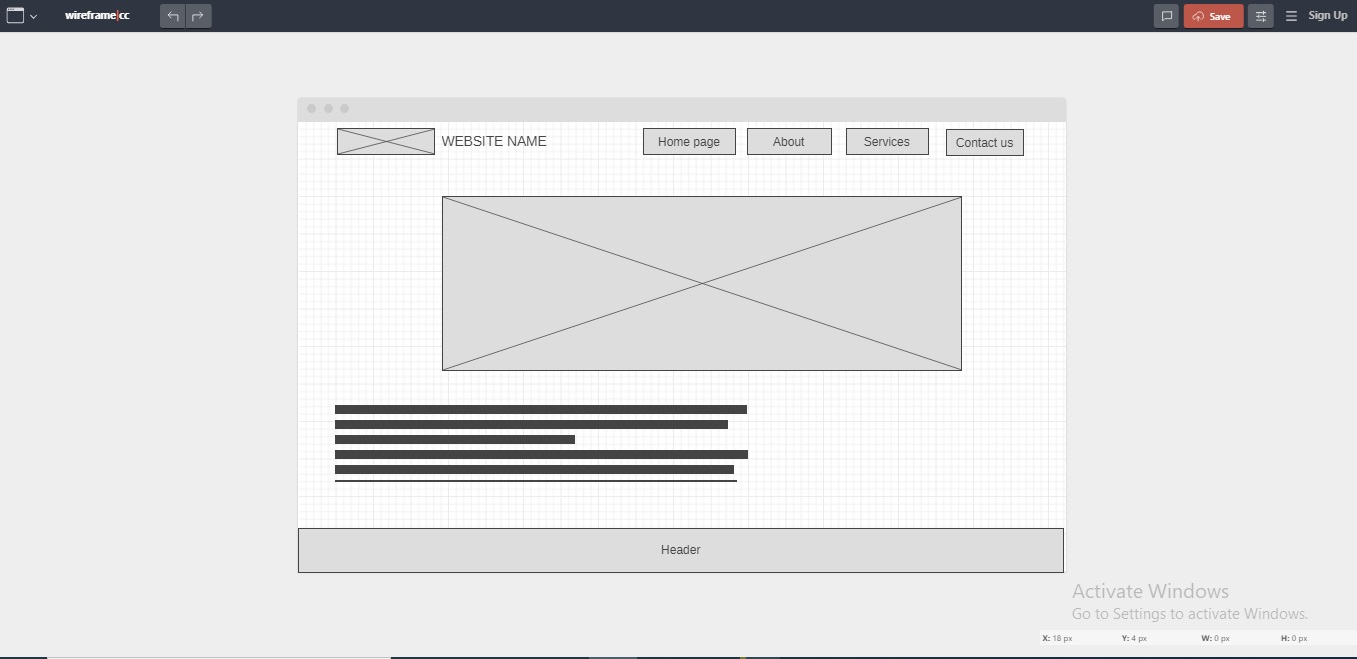 wireframe|cc
Save
Sign Up
WEBSITE NAME
Home page
About
Services
Contact us
Header
Activate Windows
Go to Settings to activate Windows.
X: 18 px Y: 4 px W: 0 px H: 0 px